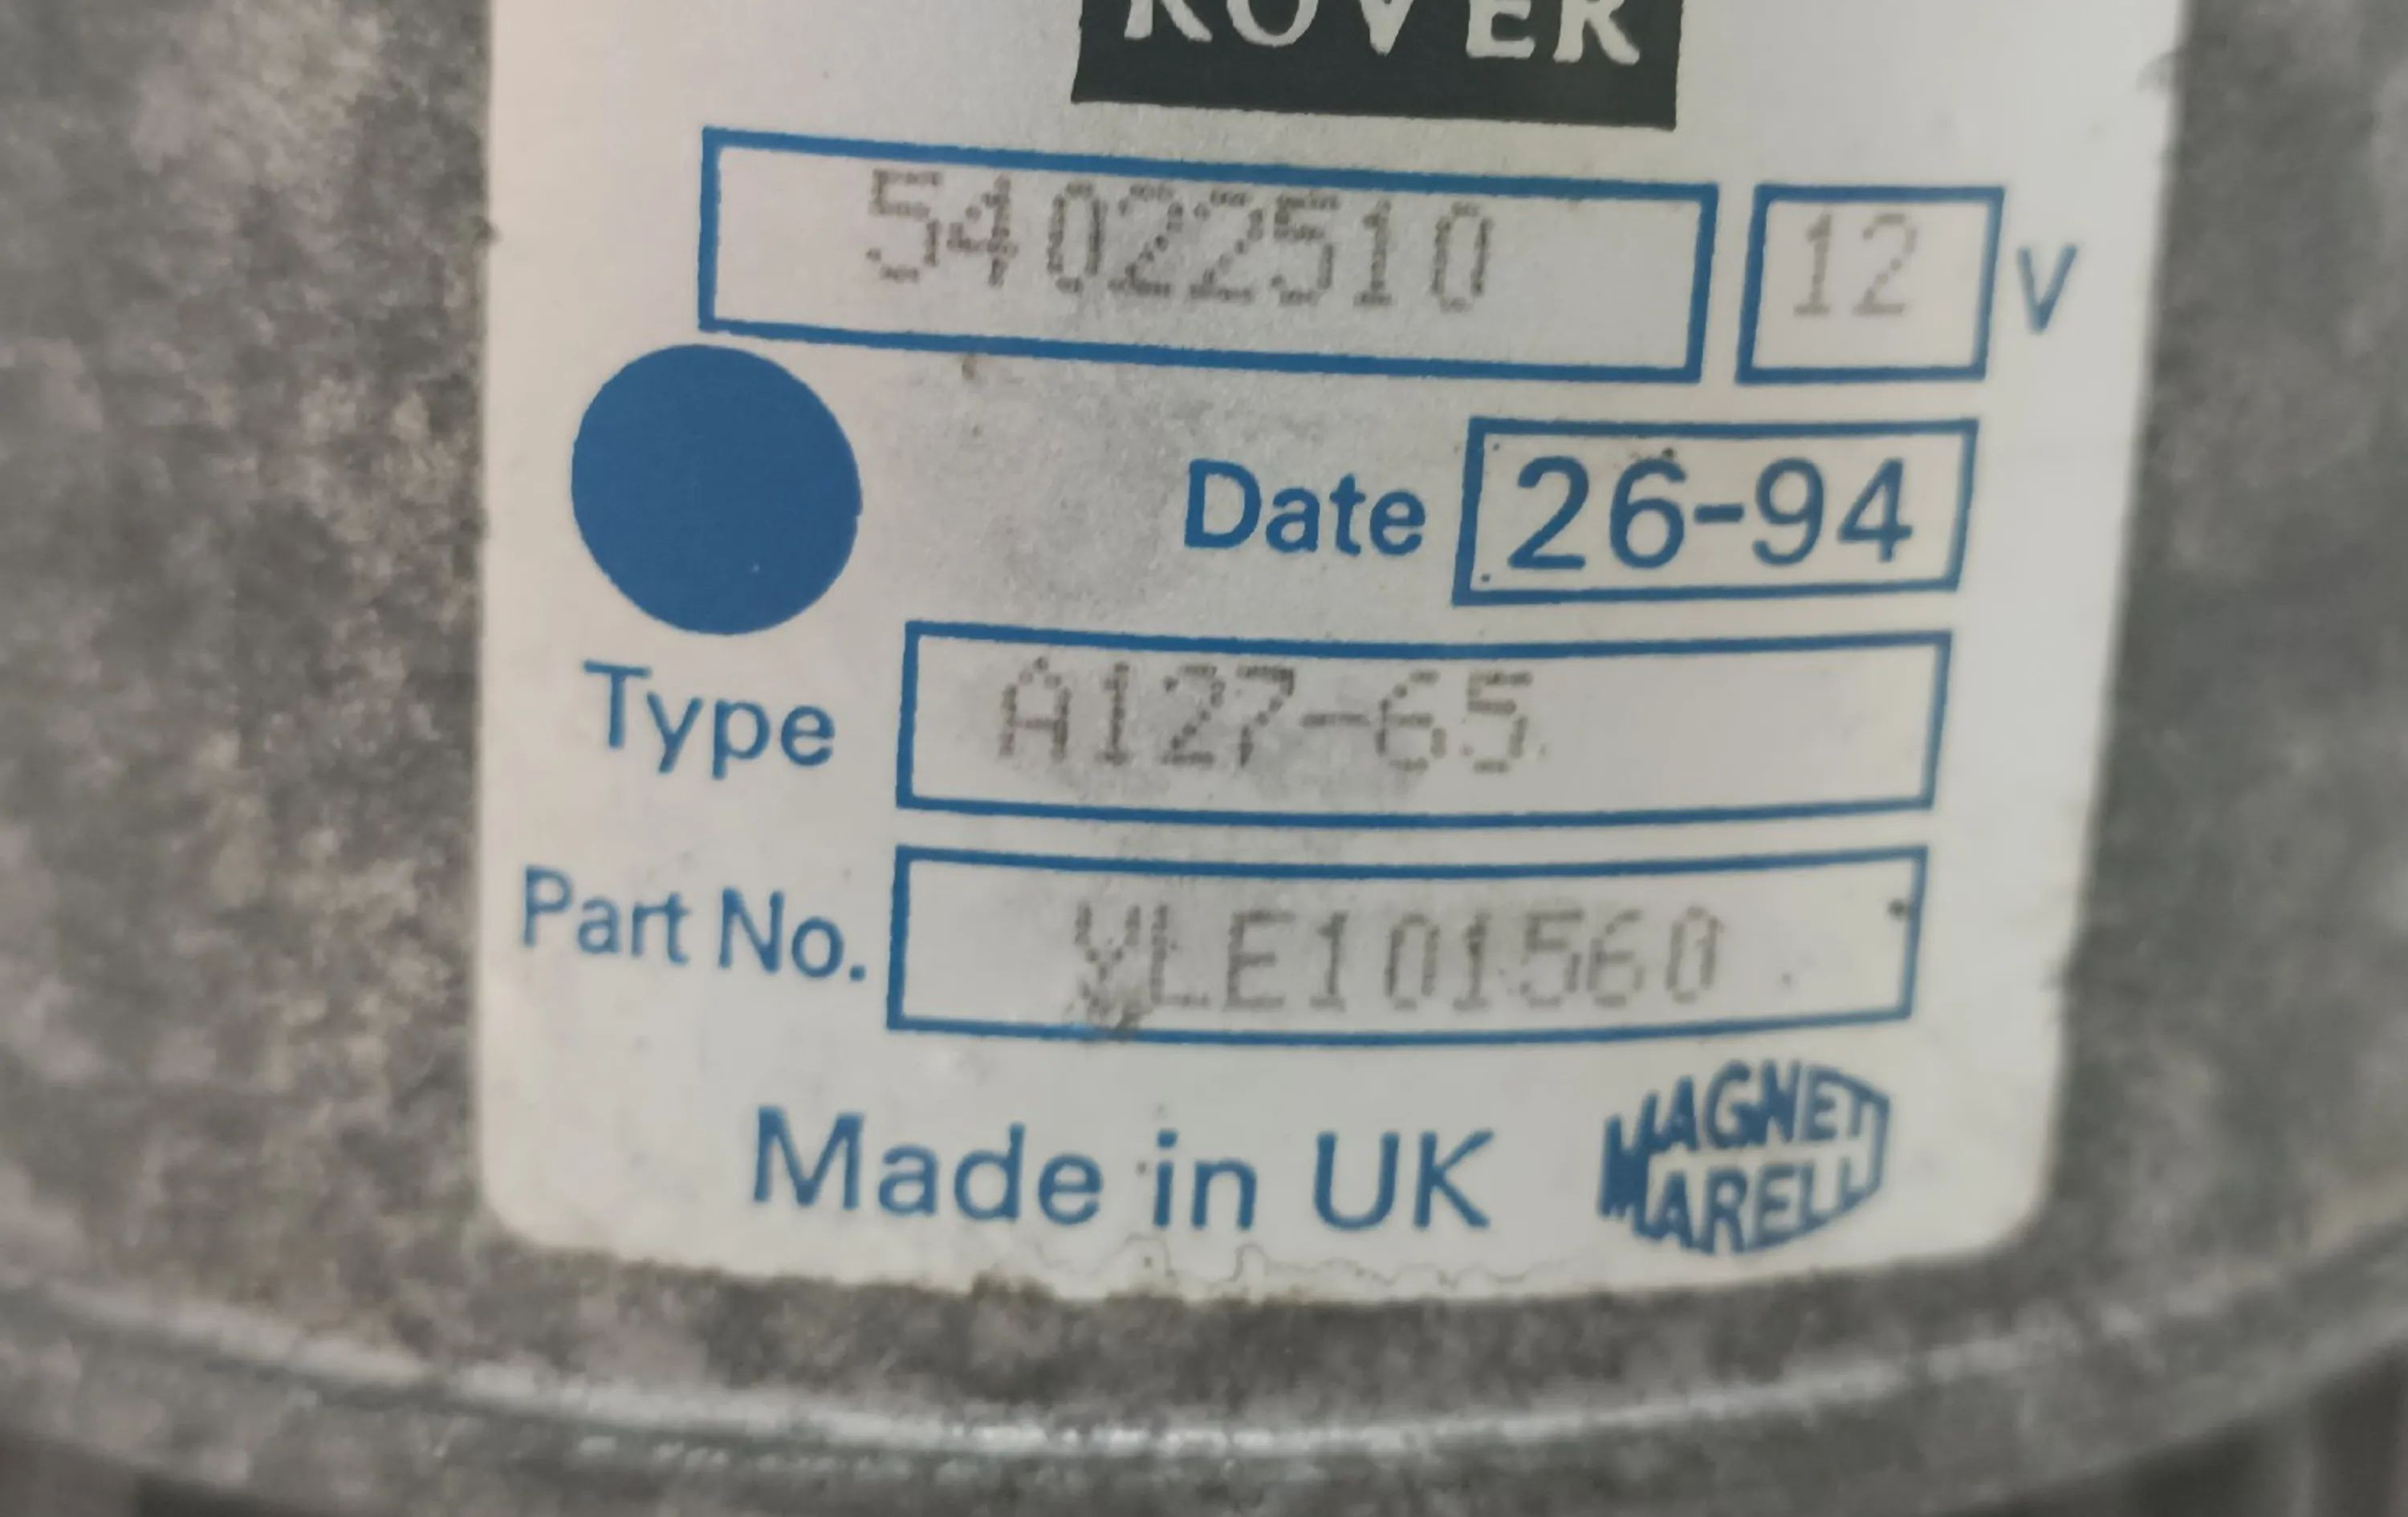 ROVER
54022510 12 V
Date 26-94
Type A127-65
Part No. YLE101560
Made in UK MAGNETI MARELLI